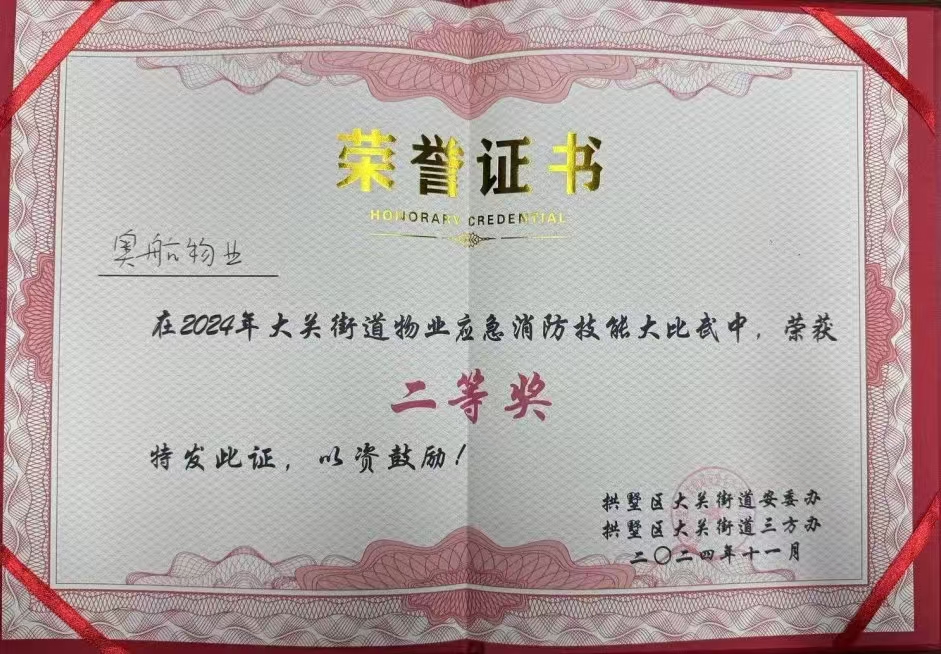 荣誉证书
HONORARY CREDENTIAL
奥航物业
在2024年大关街道物业应急消防技能大比武中，荣获
二等奖
特发此证，以资鼓励！
拱墅区大关街道安委办
拱墅区大关街道三方办
二〇二四年十一月